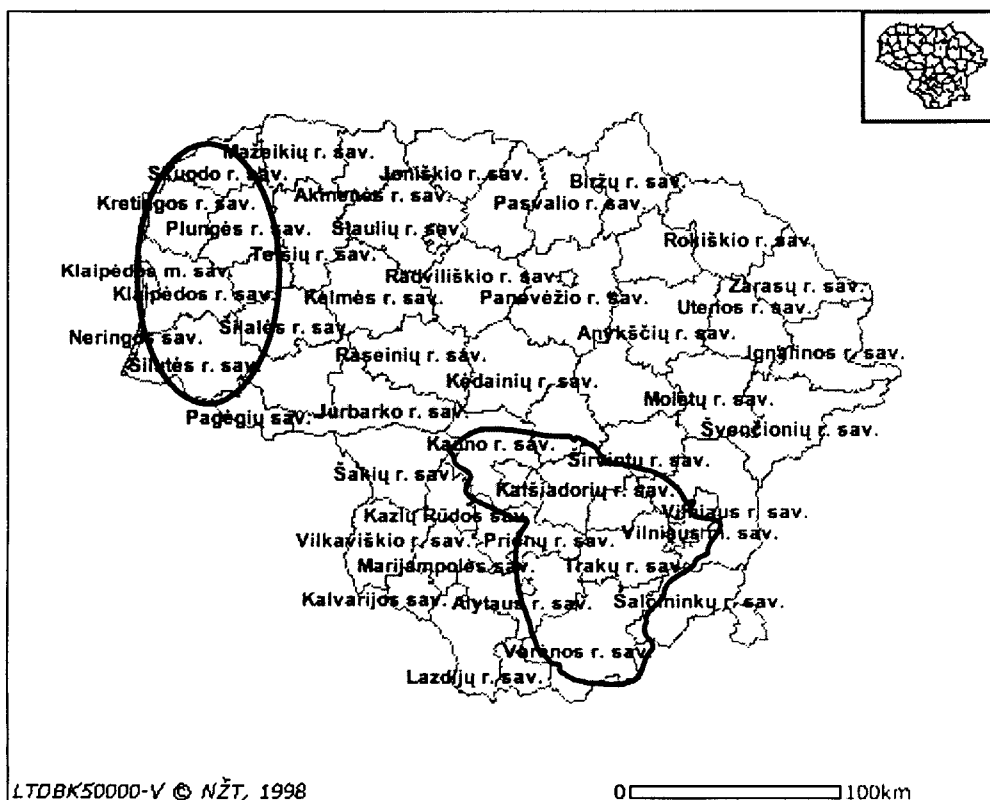 Mažeikių r. sav.
Skuodo r. sav.
Joniškio r. sav.
Biržų r. sav.
Akmenės r. sav.
Kretingos r. sav.
Pasvalio r. sav.
Plungės r. sav.
Šiaulių r. sav.
Rokiškio r. sav.
Telšių r. sav.
Klaipėdos m. sav.
Radviliškio r. sav.
Zarasų r. sav.
Klaipėdos r. sav.
Kelmės r. sav.
Panevėžio r. sav.
Utenos r. sav.
Neringos sav.
Šilalės r. sav.
Anykščių r. sav.
Raseinių r. sav.
Ignalinos r. sav.
Šilutės r. sav.
Kėdainių r. sav.
Molėtų r. sav.
Pagėgių sav.
Jurbarko r. sav.
Švenčionių r. sav.
Kauno r. sav.
Širvintų r. sav.
Šakių r. sav.
Kaišiadorių r. sav.
Kazlų Rūdos sav.
Vilniaus r. sav.
Vilkaviškio r. sav.
Prienų r. sav.
Vilniaus m. sav.
Marijampolės sav.
Trakų r. sav.
Kalvarijos sav.
Alytaus r. sav.
Šalčininkų r. sav.
Varėnos r. sav.
Lazdijų r. sav.
LTDBK50000-V © NŽT, 1998
0 100km